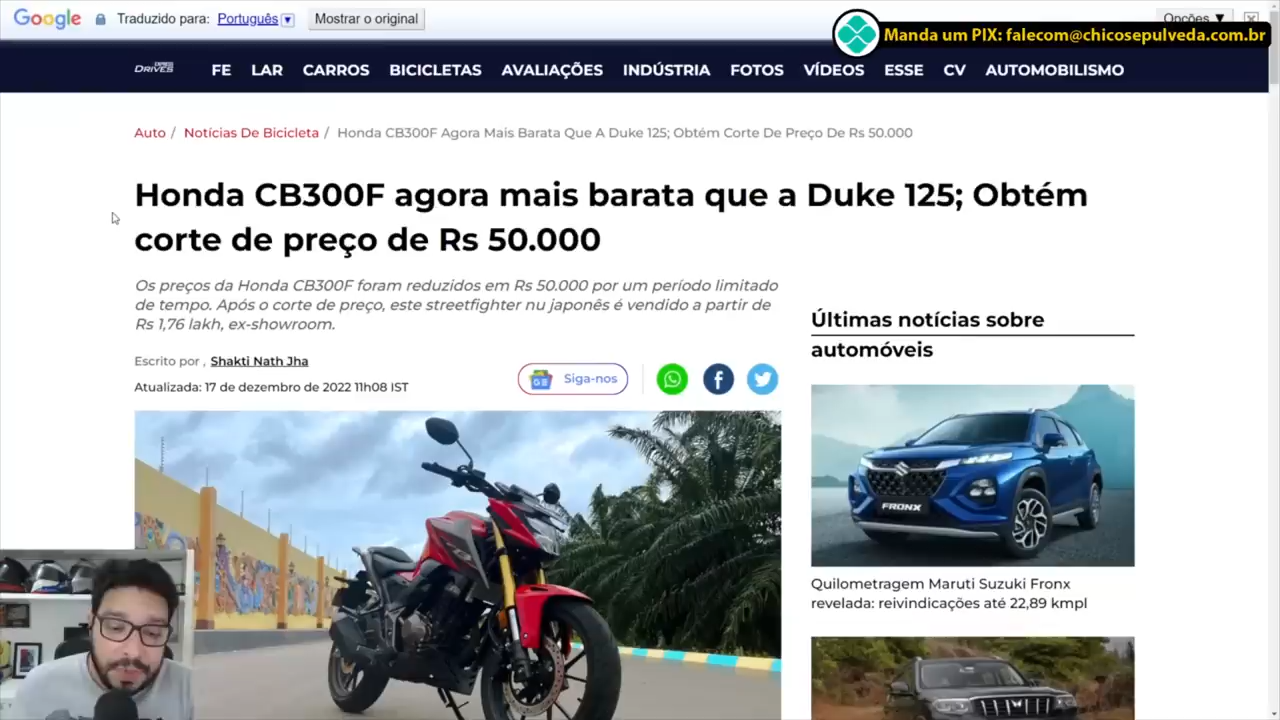 Google Traduzido para: Português Mostrar o original Opções ▼
Manda um PIX: falecom@chicosepulveda.com.br
EXPRESS DRIVES FE LAR CARROS BICICLETAS AVALIAÇÕES INDÚSTRIA FOTOS VÍDEOS ESSE CV AUTOMOBILISMO
Auto / Notícias De Bicicleta / Honda CB300F Agora Mais Barata Que A Duke 125; Obtém Corte De Preço De Rs 50.000
Honda CB300F agora mais barata que a Duke 125; Obtém
corte de preço de Rs 50.000
Os preços da Honda CB300F foram reduzidos em Rs 50.000 por um período limitado
de tempo. Após o corte de preço, este streetfighter nu japonês é vendido a partir de
Rs 1,76 lakh, ex-showroom.
Escrito por , Shakti Nath Jha
Atualizada: 17 de dezembro de 2022 11h08 IST
Siga-nos
Últimas notícias sobre
automóveis
FRONX
Quilometragem Maruti Suzuki Fronx
revelada: reivindicações até 22,89 kmpl